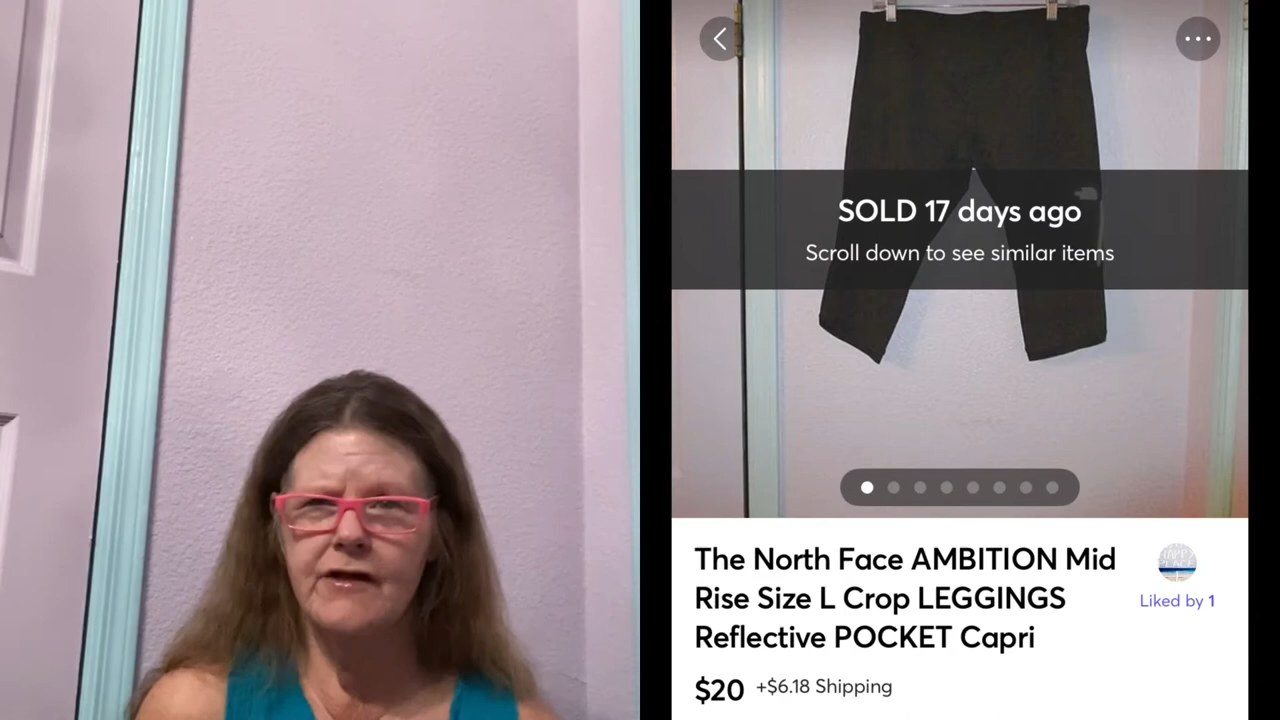 SOLD 17 days ago
Scroll down to see similar items
The North Face AMBITION Mid
Rise Size L Crop LEGGINGS
Reflective POCKET Capri
Liked by 1
$20 +$6.18 Shipping